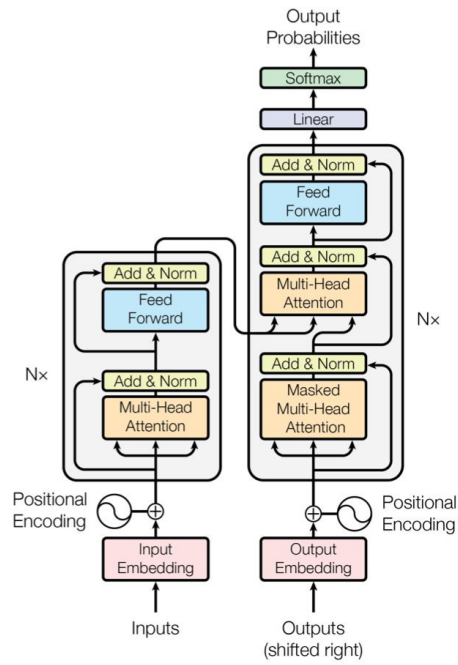 Output
Probabilities
Softmax
Linear
Add & Norm
Feed
Forward
Add & Norm
Multi-Head
Attention
Add & Norm
Masked
Multi-Head
Attention
N×
Add & Norm
Feed
Forward
Add & Norm
Multi-Head
Attention
N×
Positional
Encoding
Positional
Encoding
Input
Embedding
Output
Embedding
Inputs
Outputs
(shifted right)